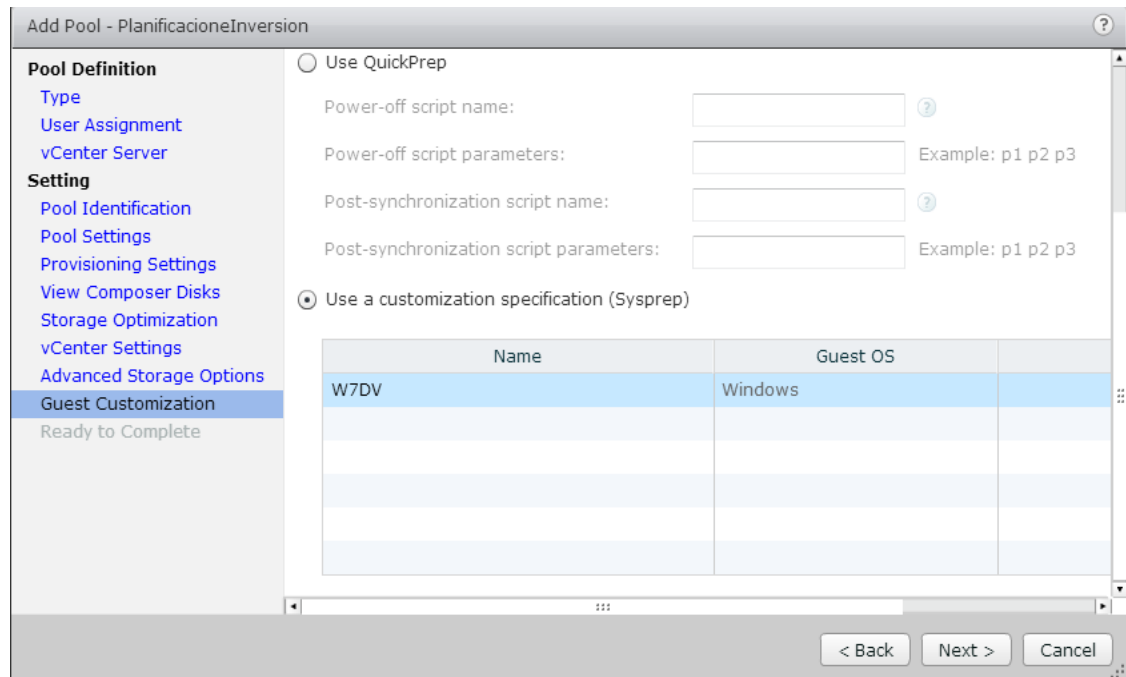 Add Pool - PlanificacioneInversion
?
Pool Definition
Type
User Assignment
vCenter Server
Setting
Pool Identification
Pool Settings
Provisioning Settings
View Composer Disks
Storage Optimization
vCenter Settings
Advanced Storage Options
Guest Customization
Ready to Complete
Use QuickPrep
Power-off script name:
?
Power-off script parameters:
Example: p1 p2 p3
Post-synchronization script name:
?
Post-synchronization script parameters:
Example: p1 p2 p3
Use a customization specification (Sysprep)
Name Guest OS
W7DV Windows
< Back Next > Cancel